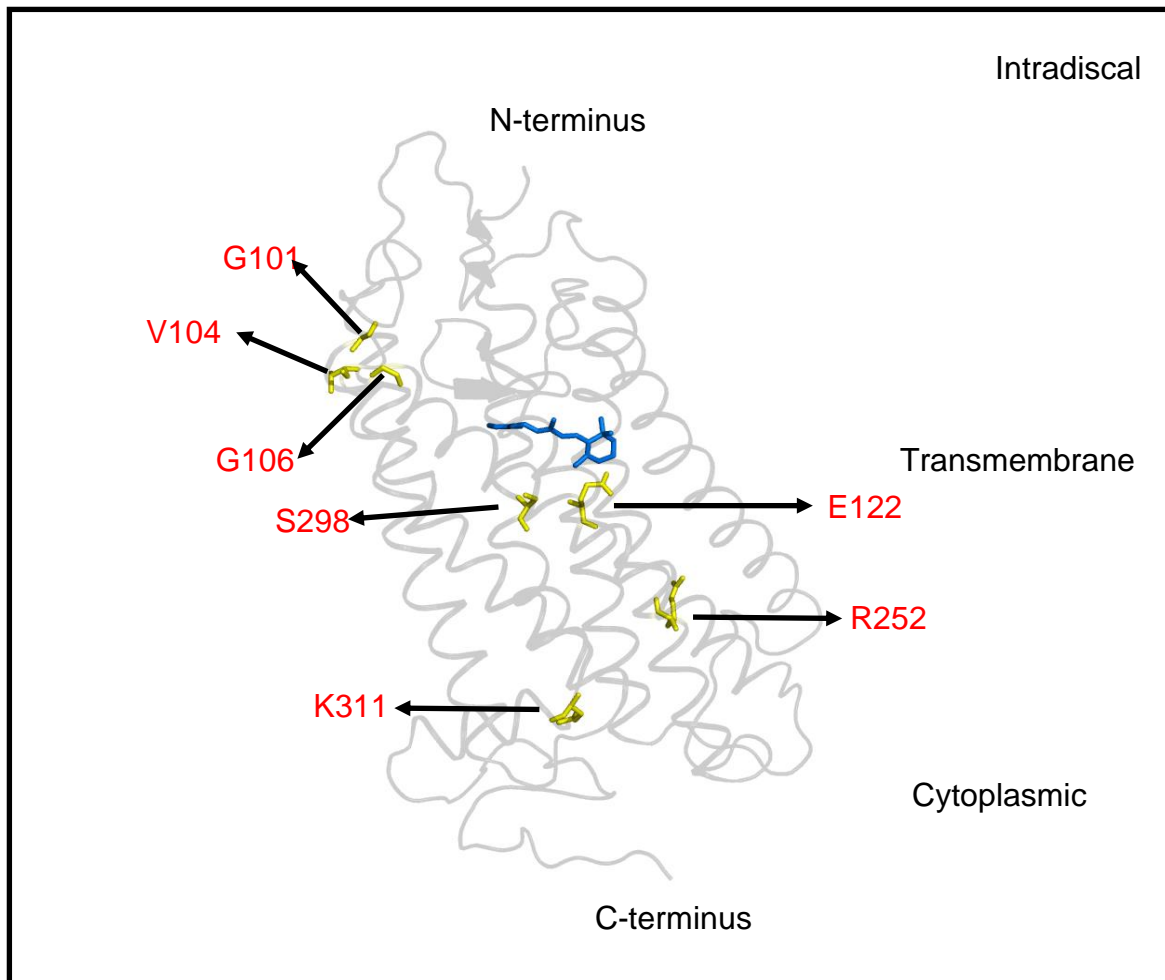 Intradiscal
N-terminus
G101
V104
G106
Transmembrane
S298
E122
R252
K311
Cytoplasmic
C-terminus